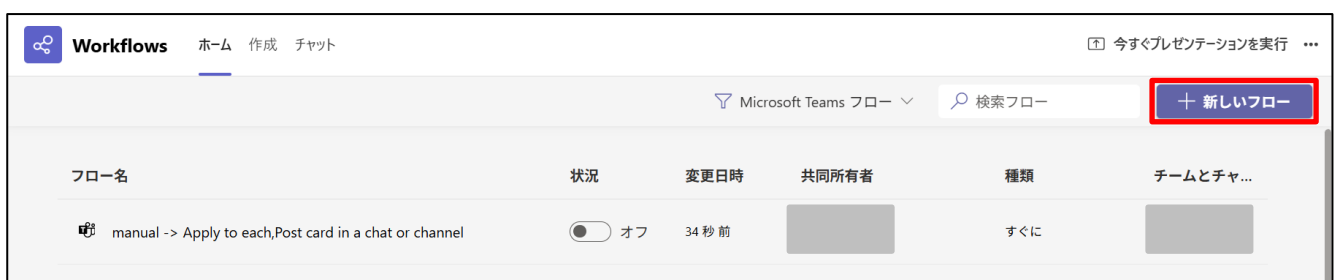 Workflows ホーム 作成 チャット 今すぐプレゼンテーションを実行 •••
Microsoft Teams フロー 検索フロー + 新しいフロー
フロー名 状況 変更日時 共同所有者 種類 チームとチャ...
manual -> Apply to each,Post card in a chat or channel オフ 34 秒 前 すぐに